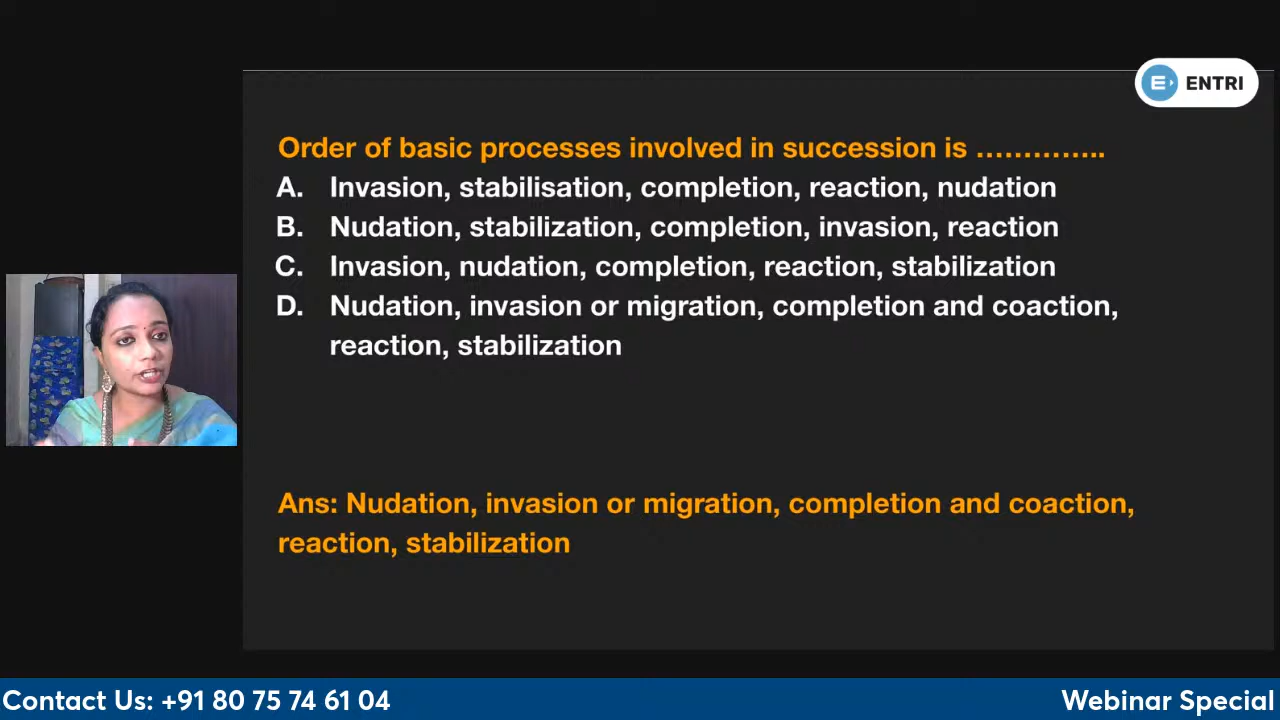 ENTRI
Order of basic processes involved in succession is …………..
A. Invasion, stabilisation, completion, reaction, nudation
B. Nudation, stabilization, completion, invasion, reaction
C. Invasion, nudation, completion, reaction, stabilization
D. Nudation, invasion or migration, completion and coaction,
reaction, stabilization
Ans: Nudation, invasion or migration, completion and coaction,
reaction, stabilization
Contact Us: +91 80 75 74 61 04
Webinar Special